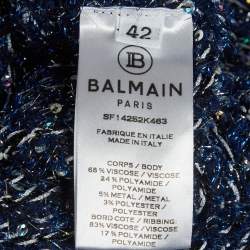 42
B
BALMAIN
PARIS
SF14252K463
FABRIQUE EN ITALIE
MADE IN ITALY
CORPS / BODY
68 % VISCOSE / VISCOSE
24 % POLYAMIDE /
POLYAMIDE
5% METAL / METAL
3% POLYESTER /
POLYESTER
BORD COTE / RIBBING:
83% VISCOSE / VISCOSE
17 % POLYAMIDE /
POLYAMIDE